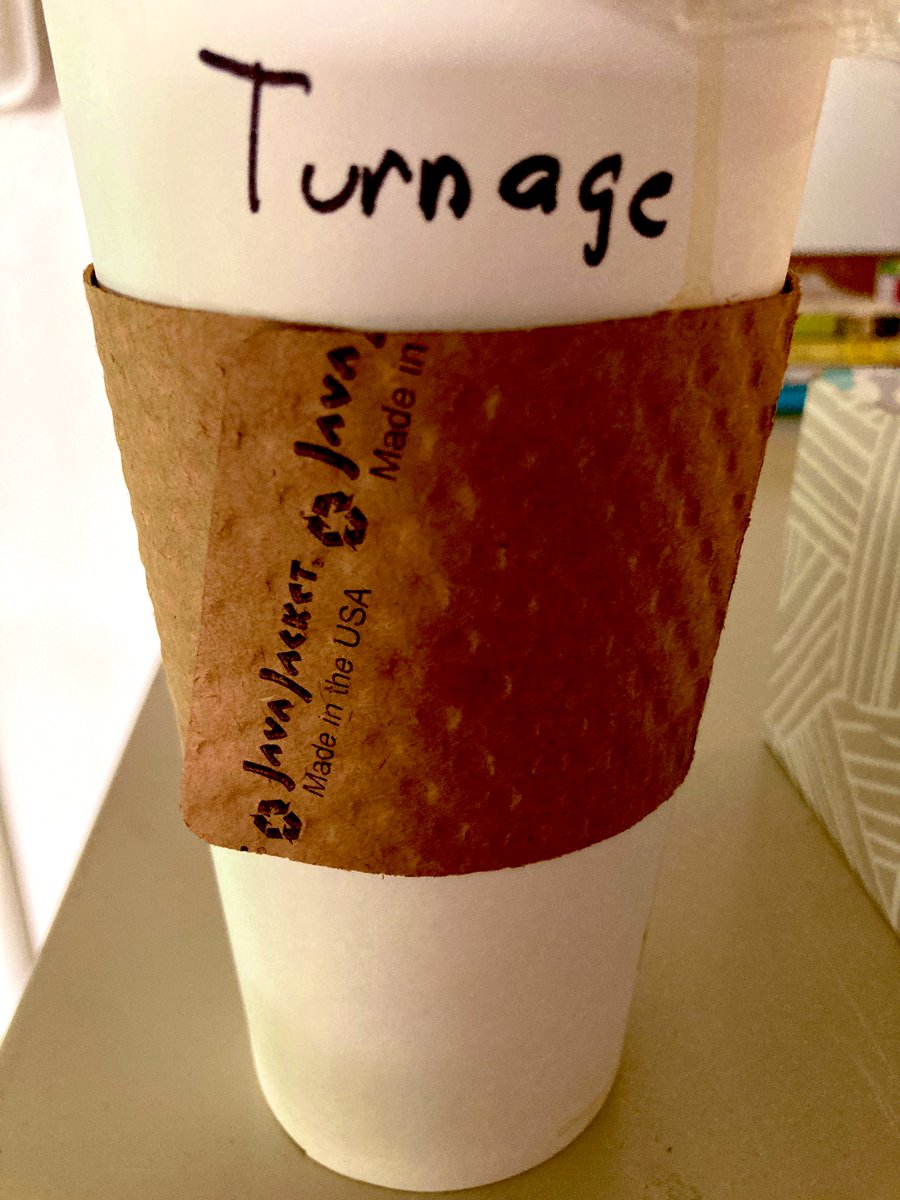 Turnage
Java
Made in
Java Jacket
Made in the USA